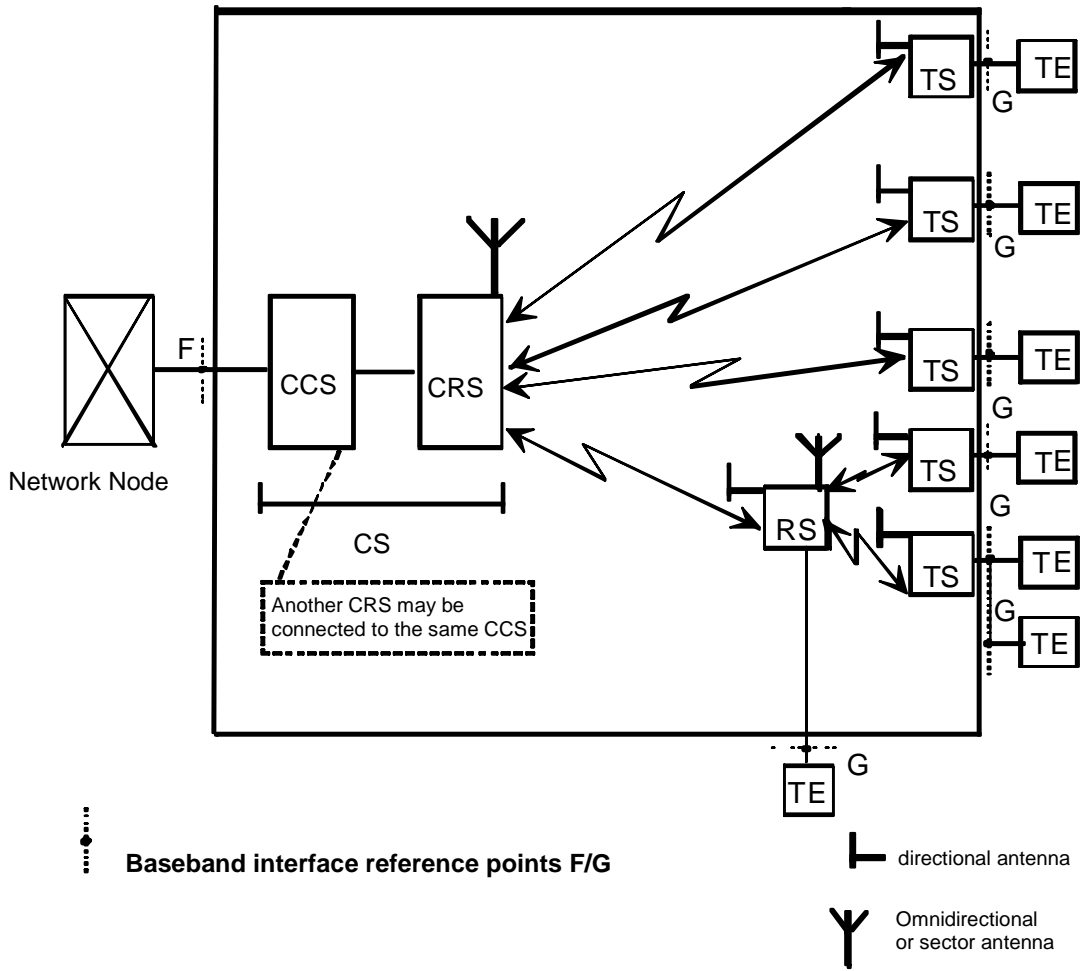 TS
TE
G
TS
TE
G
F
CCS
CRS
TS
TE
G
Network Node
TS
TE
G
CS
RS
TS
TE
G
TE
Another CRS may be
connected to the same CCS
G
TE
Baseband interface reference points F/G
directional antenna
Omnidirectional
or sector antenna